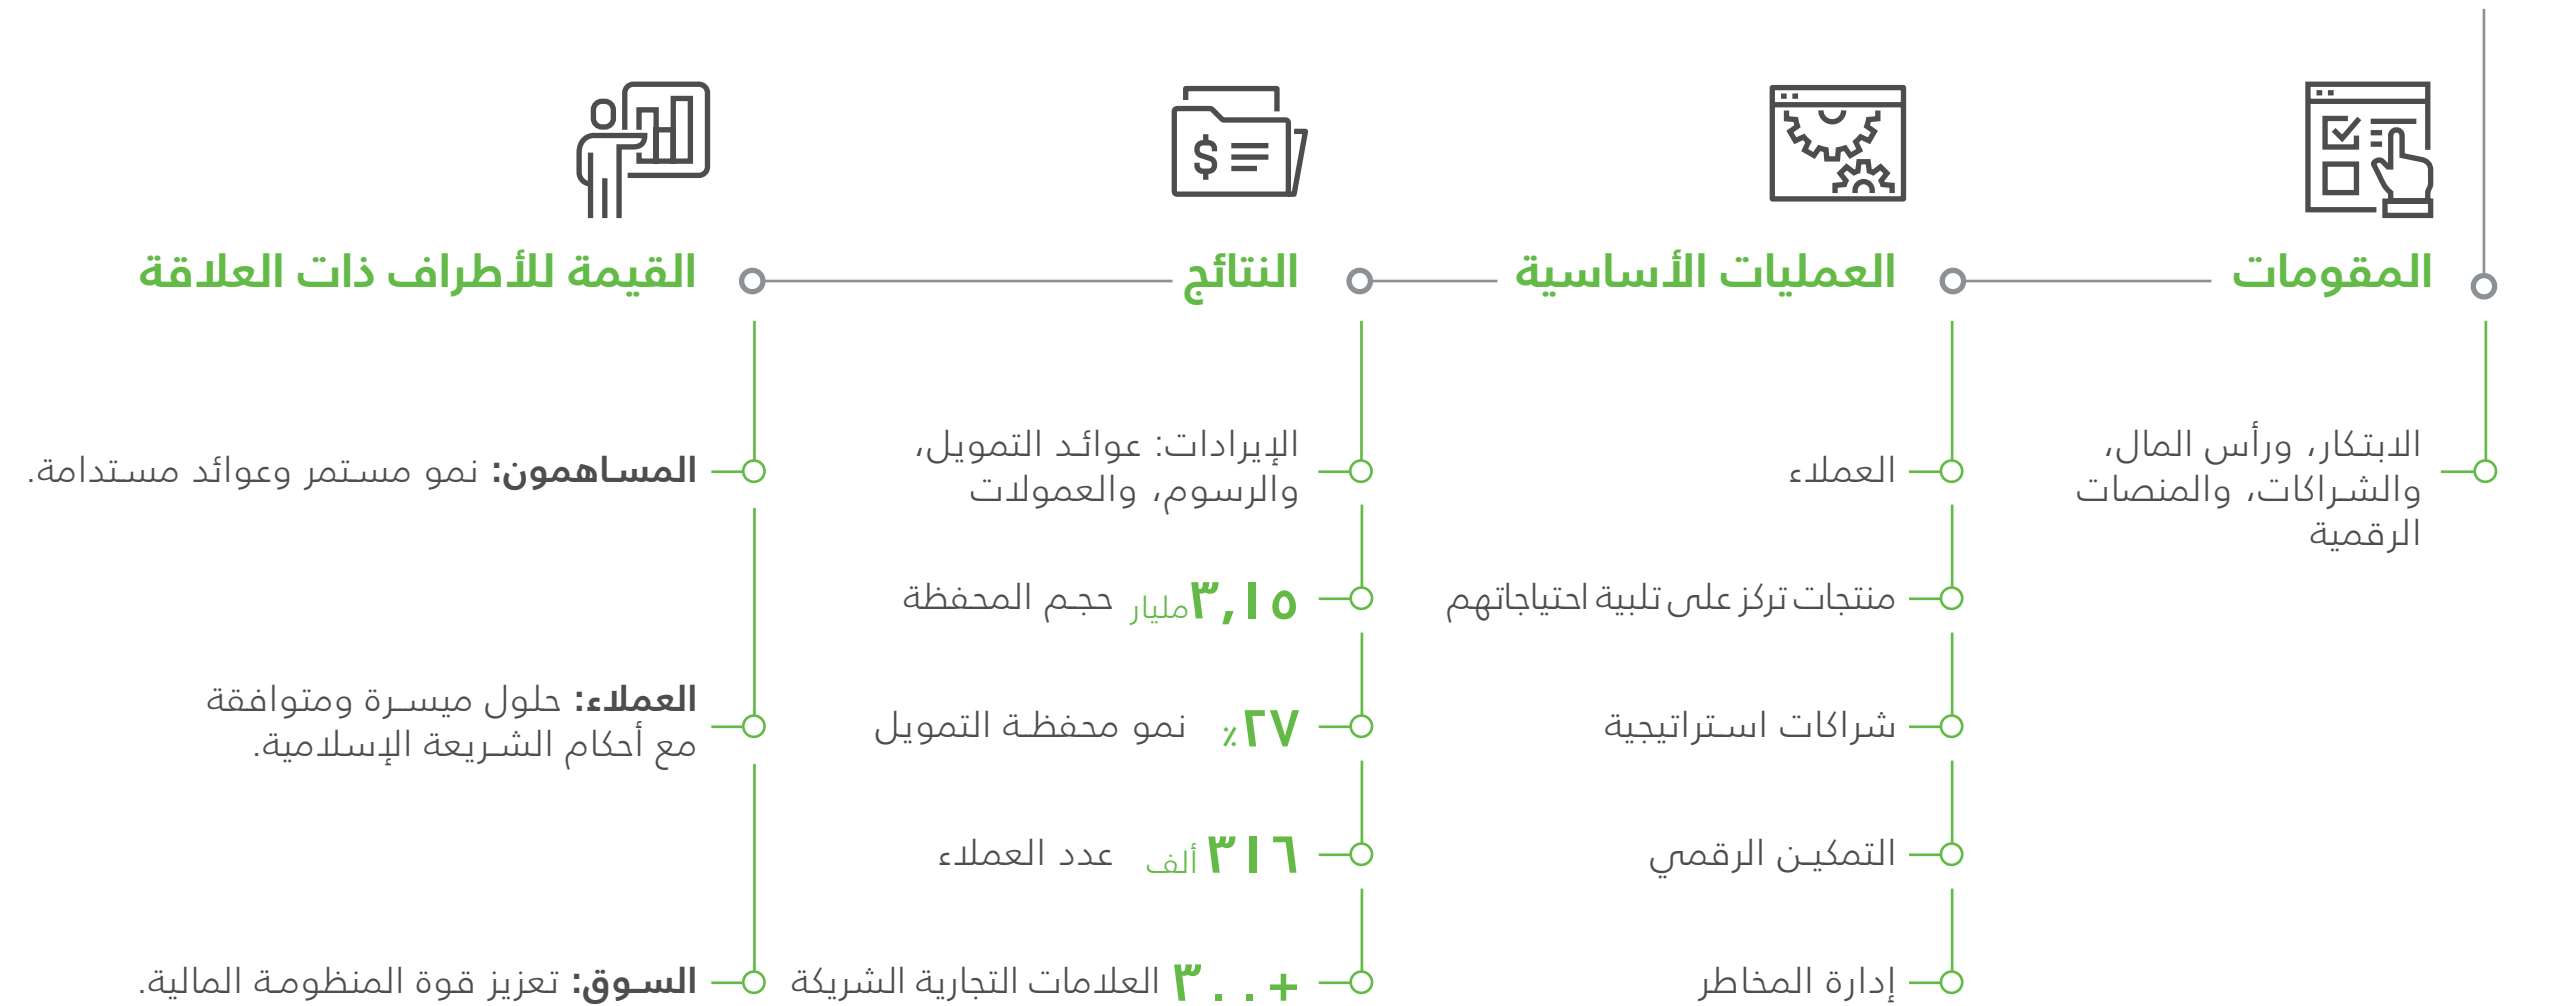 المقومات
الابتكار، ورأس المال،
والشراكات، والمنصات
الرقمية
العمليات الأساسية
العملاء
منتجات تركز على تلبية احتياجاتهم
شراكات استراتيجية
التمكين الرقمي
إدارة المخاطر
النتائج
الإيرادات: عوائد التمويل،
والرسوم، والعمولات
٣,١٥ مليار حجم المحفظة
٢٧٪ نمو محفظة التمويل
٣١٦ ألف عدد العملاء
+٣٠٠ العلامات التجارية الشريكة
القيمة للأطراف ذات العلاقة
المساهمون: نمو مستمر وعوائد مستدامة.
العملاء: حلول ميسرة ومتوافقة
مع أحكام الشريعة الإسلامية.
السوق: تعزيز قوة المنظومة المالية.
$